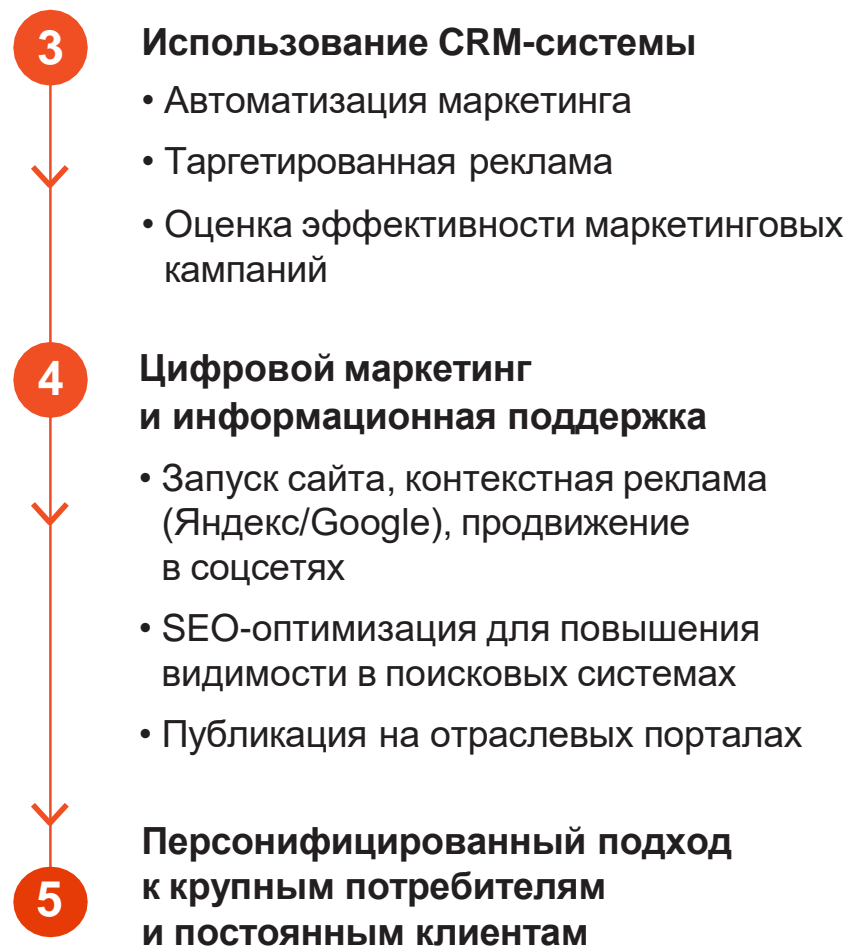 3
Использование CRM-системы
• Автоматизация маркетинга
• Таргетированная реклама
• Оценка эффективности маркетинговых
кампаний
4
Цифровой маркетинг
и информационная поддержка
• Запуск сайта, контекстная реклама
(Яндекс/Google), продвижение
в соцсетях
• SEO-оптимизация для повышения
видимости в поисковых системах
• Публикация на отраслевых порталах
5
Персонифицированный подход
к крупным потребителям
и постоянным клиентам